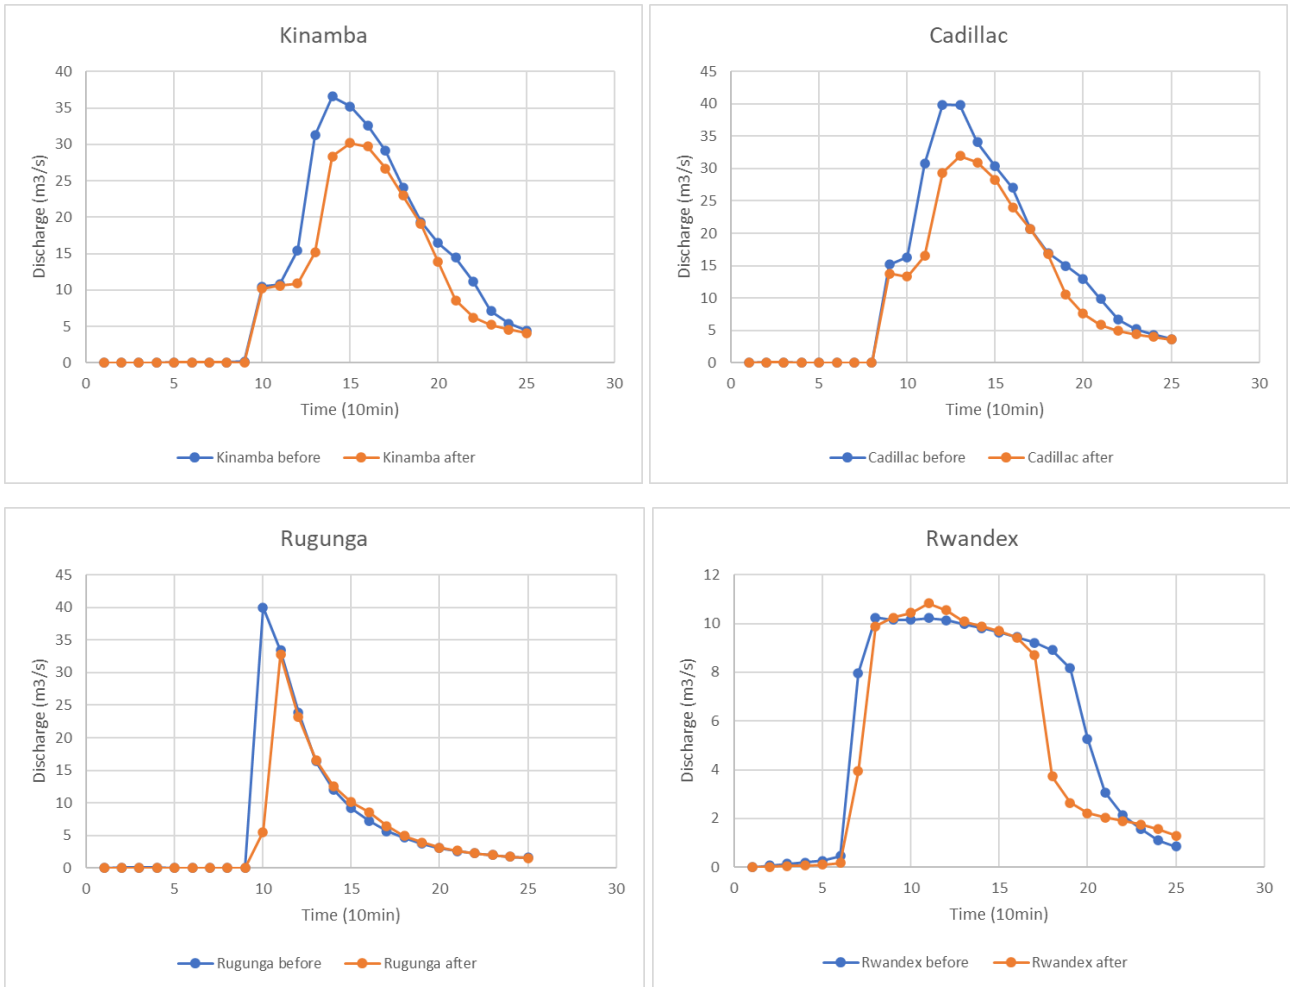 Kinamba
40
35
30
25
20
15
10
5
0
Discharge (m3/s)
0 5 10 15 20 25 30
Time (10min)
Kinamba before Kinamba after
Cadillac
45
40
35
30
25
20
15
10
5
0
Discharge (m3/s)
0 5 10 15 20 25 30
Time (10min)
Cadillac before Cadillac after
Rugunga
45
40
35
30
25
20
15
10
5
0
Discharge (m3/s)
0 5 10 15 20 25 30
Time (10min)
Rugunga before Rugunga after
Rwandex
12
10
8
6
4
2
0
Discharge (m3/s)
0 5 10 15 20 25 30
Time (10min)
Rwandex before Rwandex after